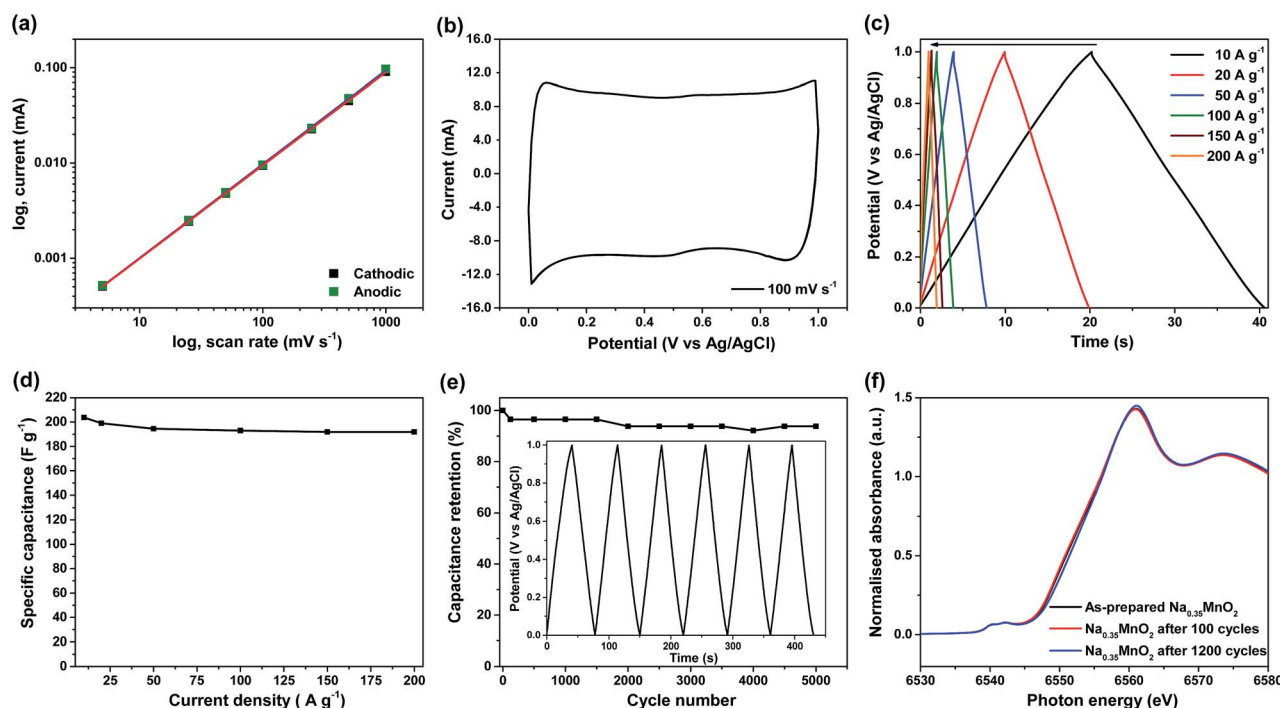 (a)
log, current (mA)
0.100
0.010
0.001
10
100
1000
log, scan rate (mV s⁻¹)
Cathodic
Anodic
(b)
Current (mA)
16.0
12.0
8.0
4.0
0.0
-4.0
-8.0
-12.0
-16.0
0.0 0.2 0.4 0.6 0.8 1.0
Potential (V vs Ag/AgCl)
100 mV s⁻¹
(c)
Potential (V vs Ag/AgCl)
1.0
0.8
0.6
0.4
0.2
0.0
0 10 20 30 40
Time (s)
10 A g⁻¹
20 A g⁻¹
50 A g⁻¹
100 A g⁻¹
150 A g⁻¹
200 A g⁻¹
(d)
Specific capacitance (F g⁻¹)
220
200
180
160
140
120
100
80
60
40
20
0
25 50 75 100 125 150 175 200
Current density ( A g⁻¹)
(e)
Capacitance retention (%)
100
80
60
40
20
0
0 1000 2000 3000 4000 5000
Cycle number
Potential (V vs Ag/AgCl)
1.0
0.8
0.6
0.4
0.2
0.0
0 100 200 300 400
Time (s)
(f)
Normalised absorbance (a.u.)
1.5
1.0
0.5
0.0
6530 6540 6550 6560 6570 6580
Photon energy (eV)
As-prepared Na₀.₃₅MnO₂
Na₀.₃₅MnO₂ after 100 cycles
Na₀.₃₅MnO₂ after 1200 cycles